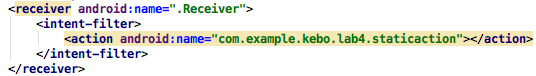 <receiver android:name=".Receiver">
<intent-filter>
<action android:name="com.example.kebo.lab4.staticaction"></action>
</intent-filter>
</receiver>